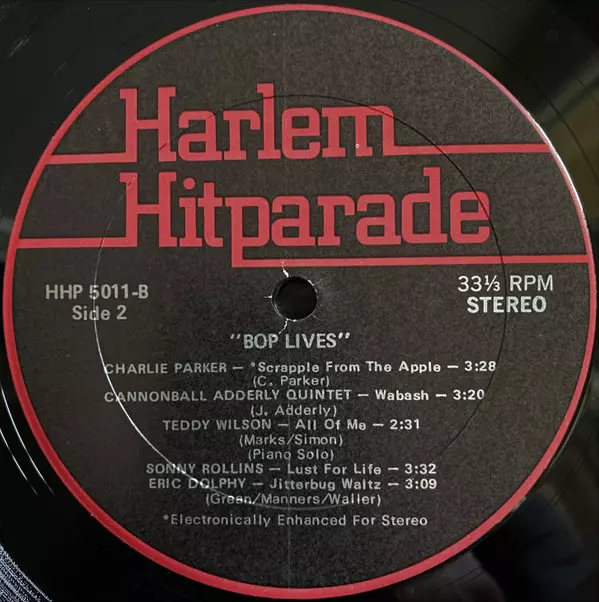 Harlem
Hitparade
HHP 5011-B
Side 2
33⅓ RPM
STEREO
"BOP LIVES"
CHARLIE PARKER — *Scrapple From The Apple — 3:28
(C. Parker)
CANNONBALL ADDERLY QUINTET — Wabash — 3:20
(J. Adderly)
TEDDY WILSON — All Of Me — 2:31
(Marks/Simon)
(Piano Solo)
SONNY ROLLINS — Lust For Life — 3:32
ERIC DOLPHY — Jitterbug Waltz — 3:09
(Green/Manners/Waller)
*Electronically Enhanced For Stereo